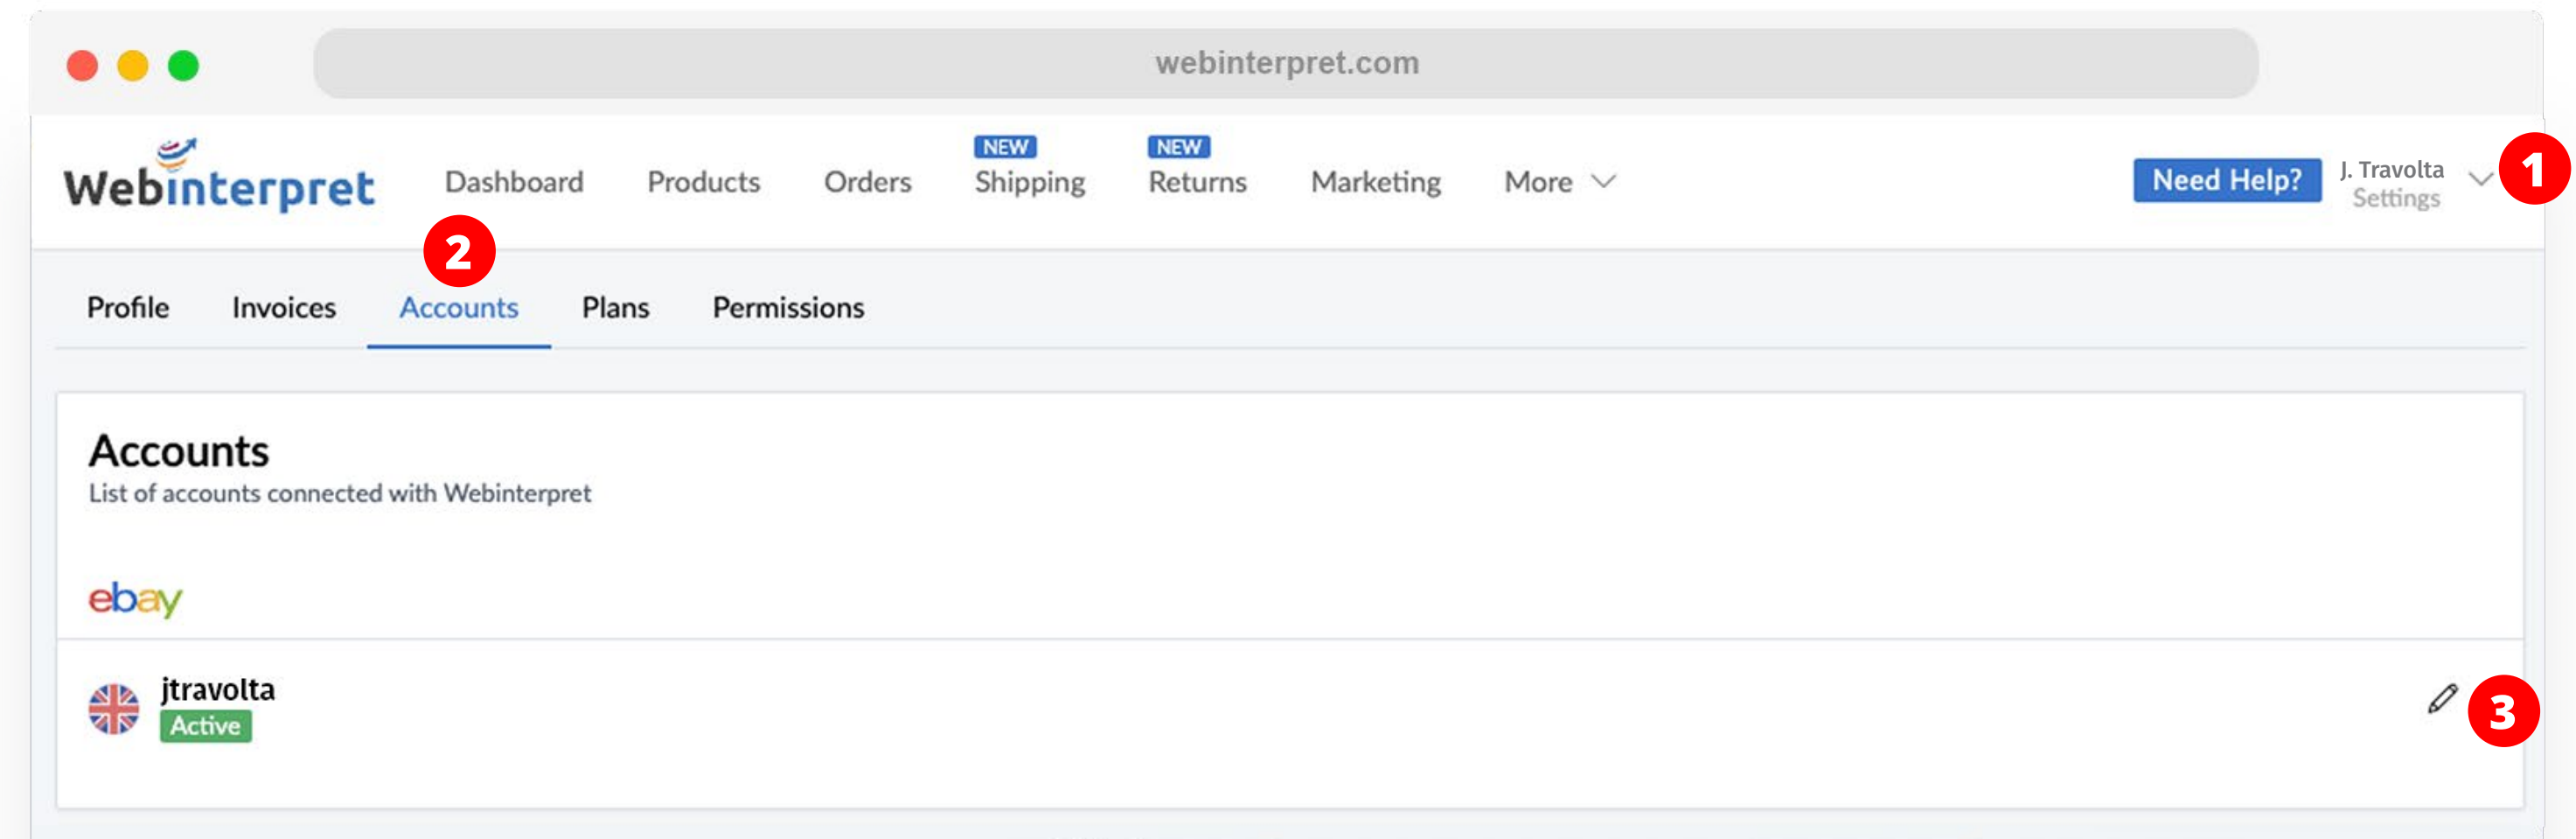 webinterpret.com
Webinterpret
Dashboard
Products
Orders
NEW
Shipping
NEW
Returns
Marketing
More
Need Help?
J. Travolta
Settings
1
2
Profile
Invoices
Accounts
Plans
Permissions
Accounts
List of accounts connected with Webinterpret
ebay
jtravolta
Active
3